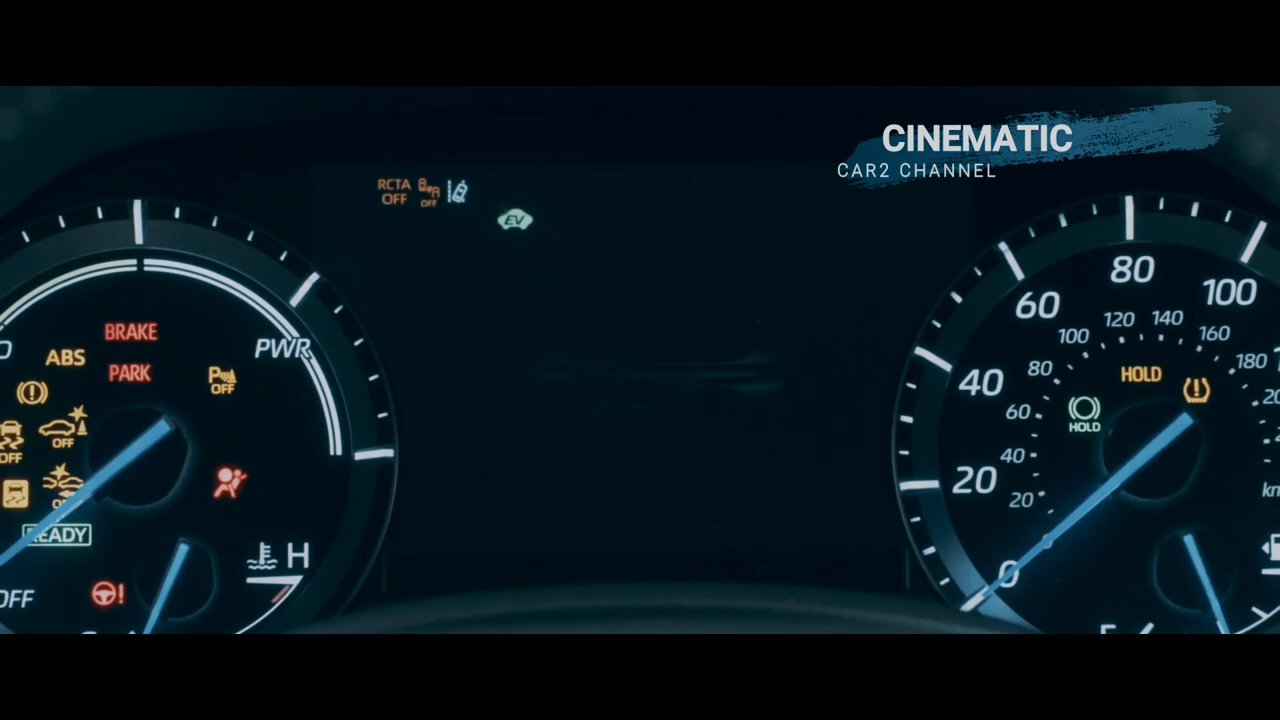 CINEMATIC
CAR2 CHANNEL
RCTA
OFF
OFF
EV
BRAKE
ABS
PARK
PWR
OFF
OFF
OFF
READY
OFF
H
80
60
100
40
20
0
120
140
100
160
80
180
60
40
20
HOLD
HOLD